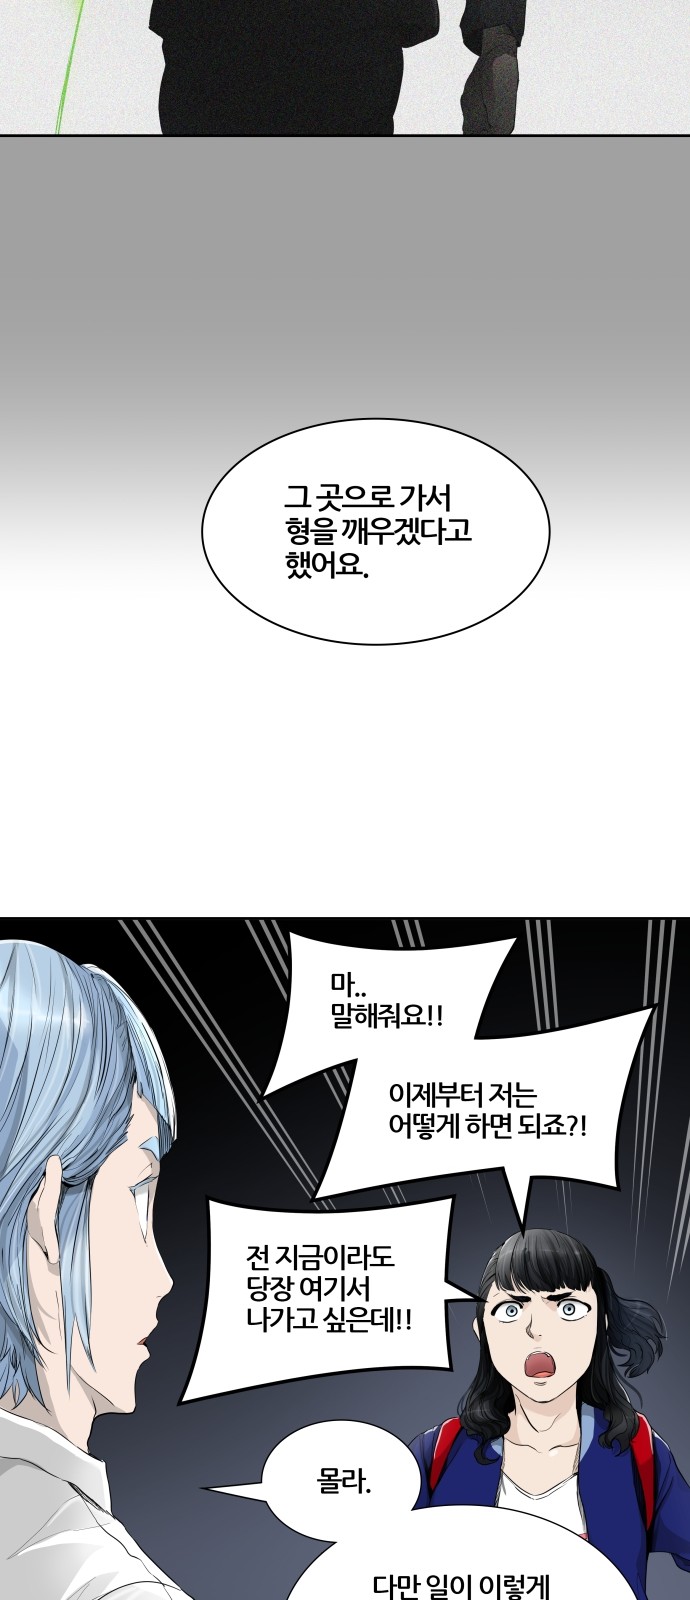 그 곳으로 가서
형을 깨우겠다고
했어요.
마..
말해줘요!!
이제부터 저는
어떻게 하면 되죠?!
전 지금이라도
당장 여기서
나가고 싶은데!!
몰라.
다만 일이 이렇게